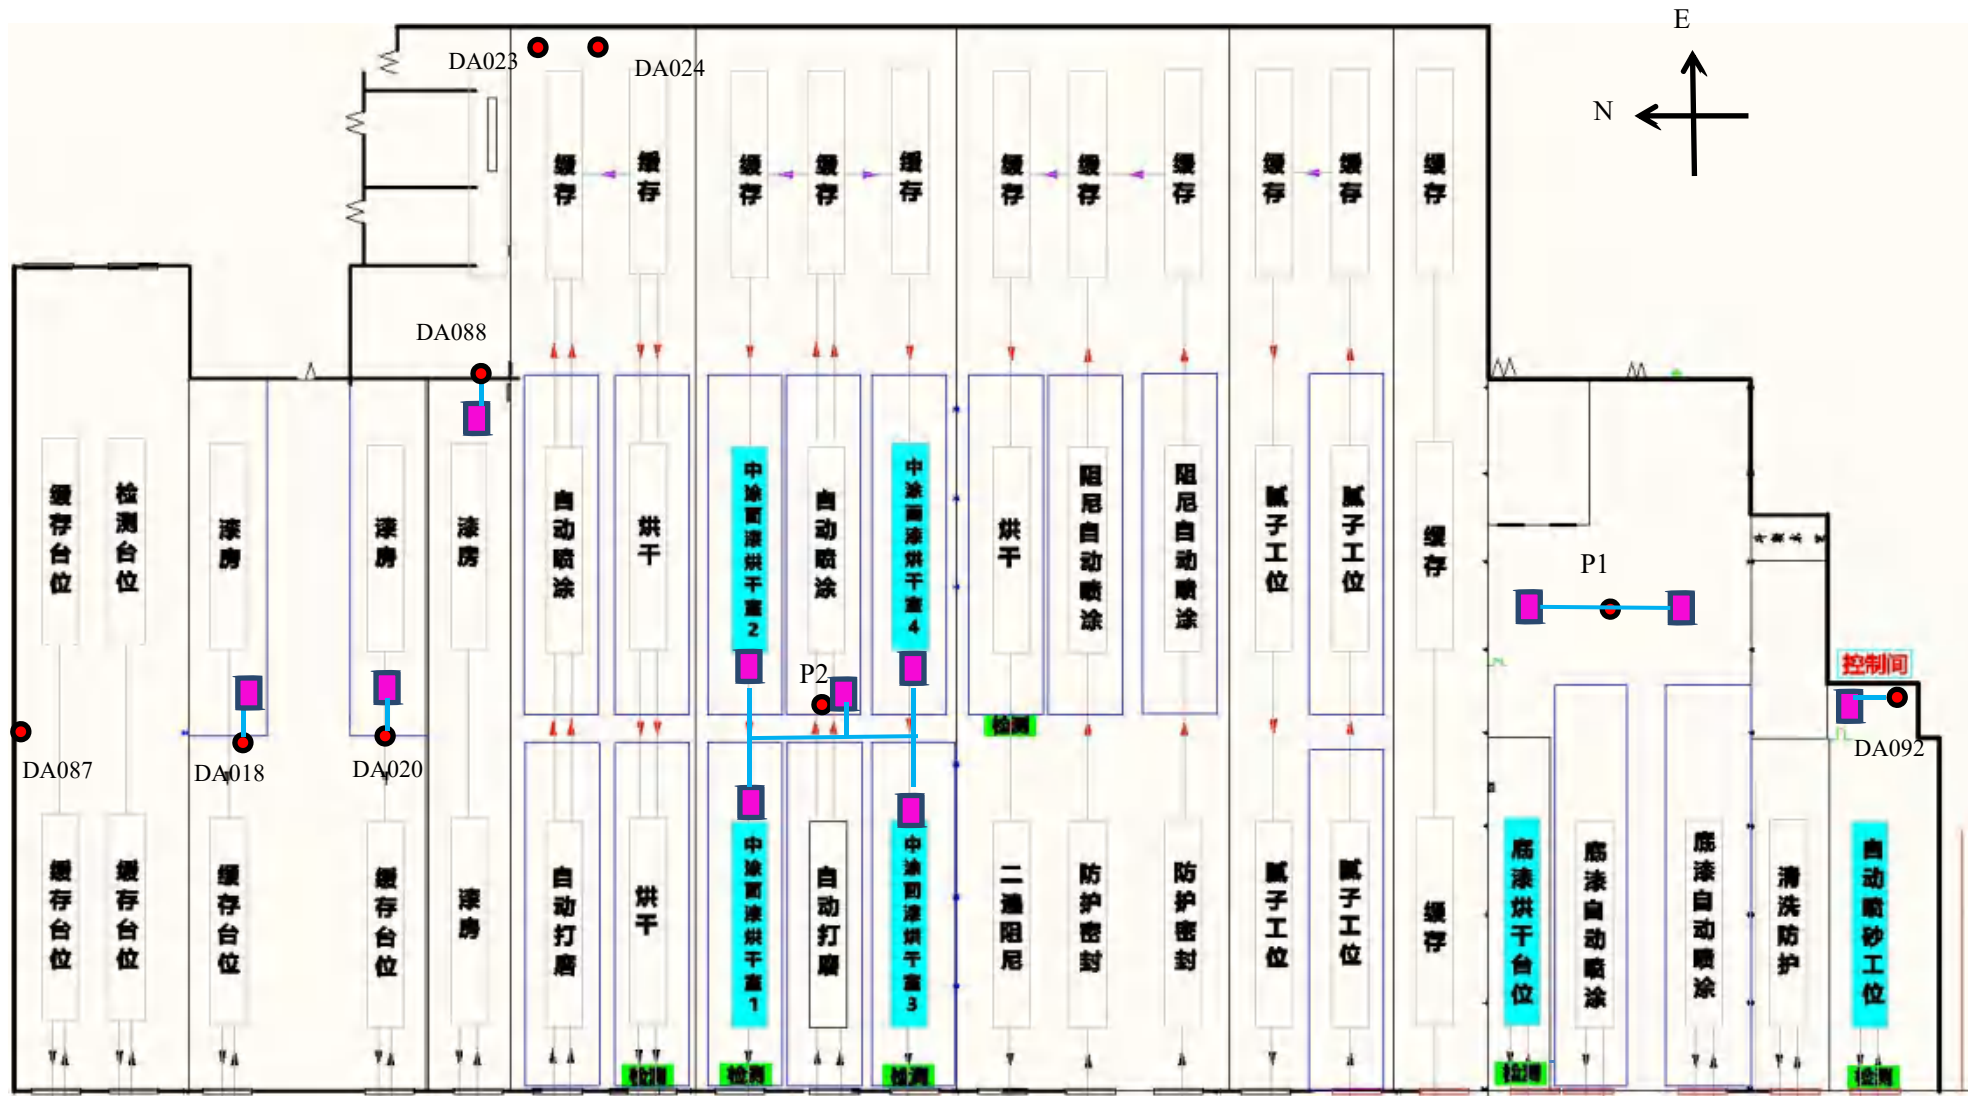 E
DA023
DA024
N
缓存
缓存
缓存
缓存
缓存
缓存
缓存
缓存
缓存
缓存
缓存
DA088
缓存台位
检测台位
漆房
漆房
漆房
自动喷涂
烘干
中涂面漆烘干室2
自动喷涂
中涂面漆烘干室4
烘干
阻尼自动喷涂
阻尼自动喷涂
腻子工位
腻子工位
缓存
P1
控制间
P2
检测
DA087
DA018
DA020
DA092
缓存台位
缓存台位
缓存台位
缓存台位
漆房
自动打磨
烘干
中涂面漆烘干室1
自动打磨
中涂面漆烘干室3
二遍阻尼
防护密封
防护密封
腻子工位
腻子工位
缓存
底漆烘干台位
底漆自动喷涂
底漆自动喷涂
清洗防护
自动喷砂工位
检测
检测
检测
检测
检测